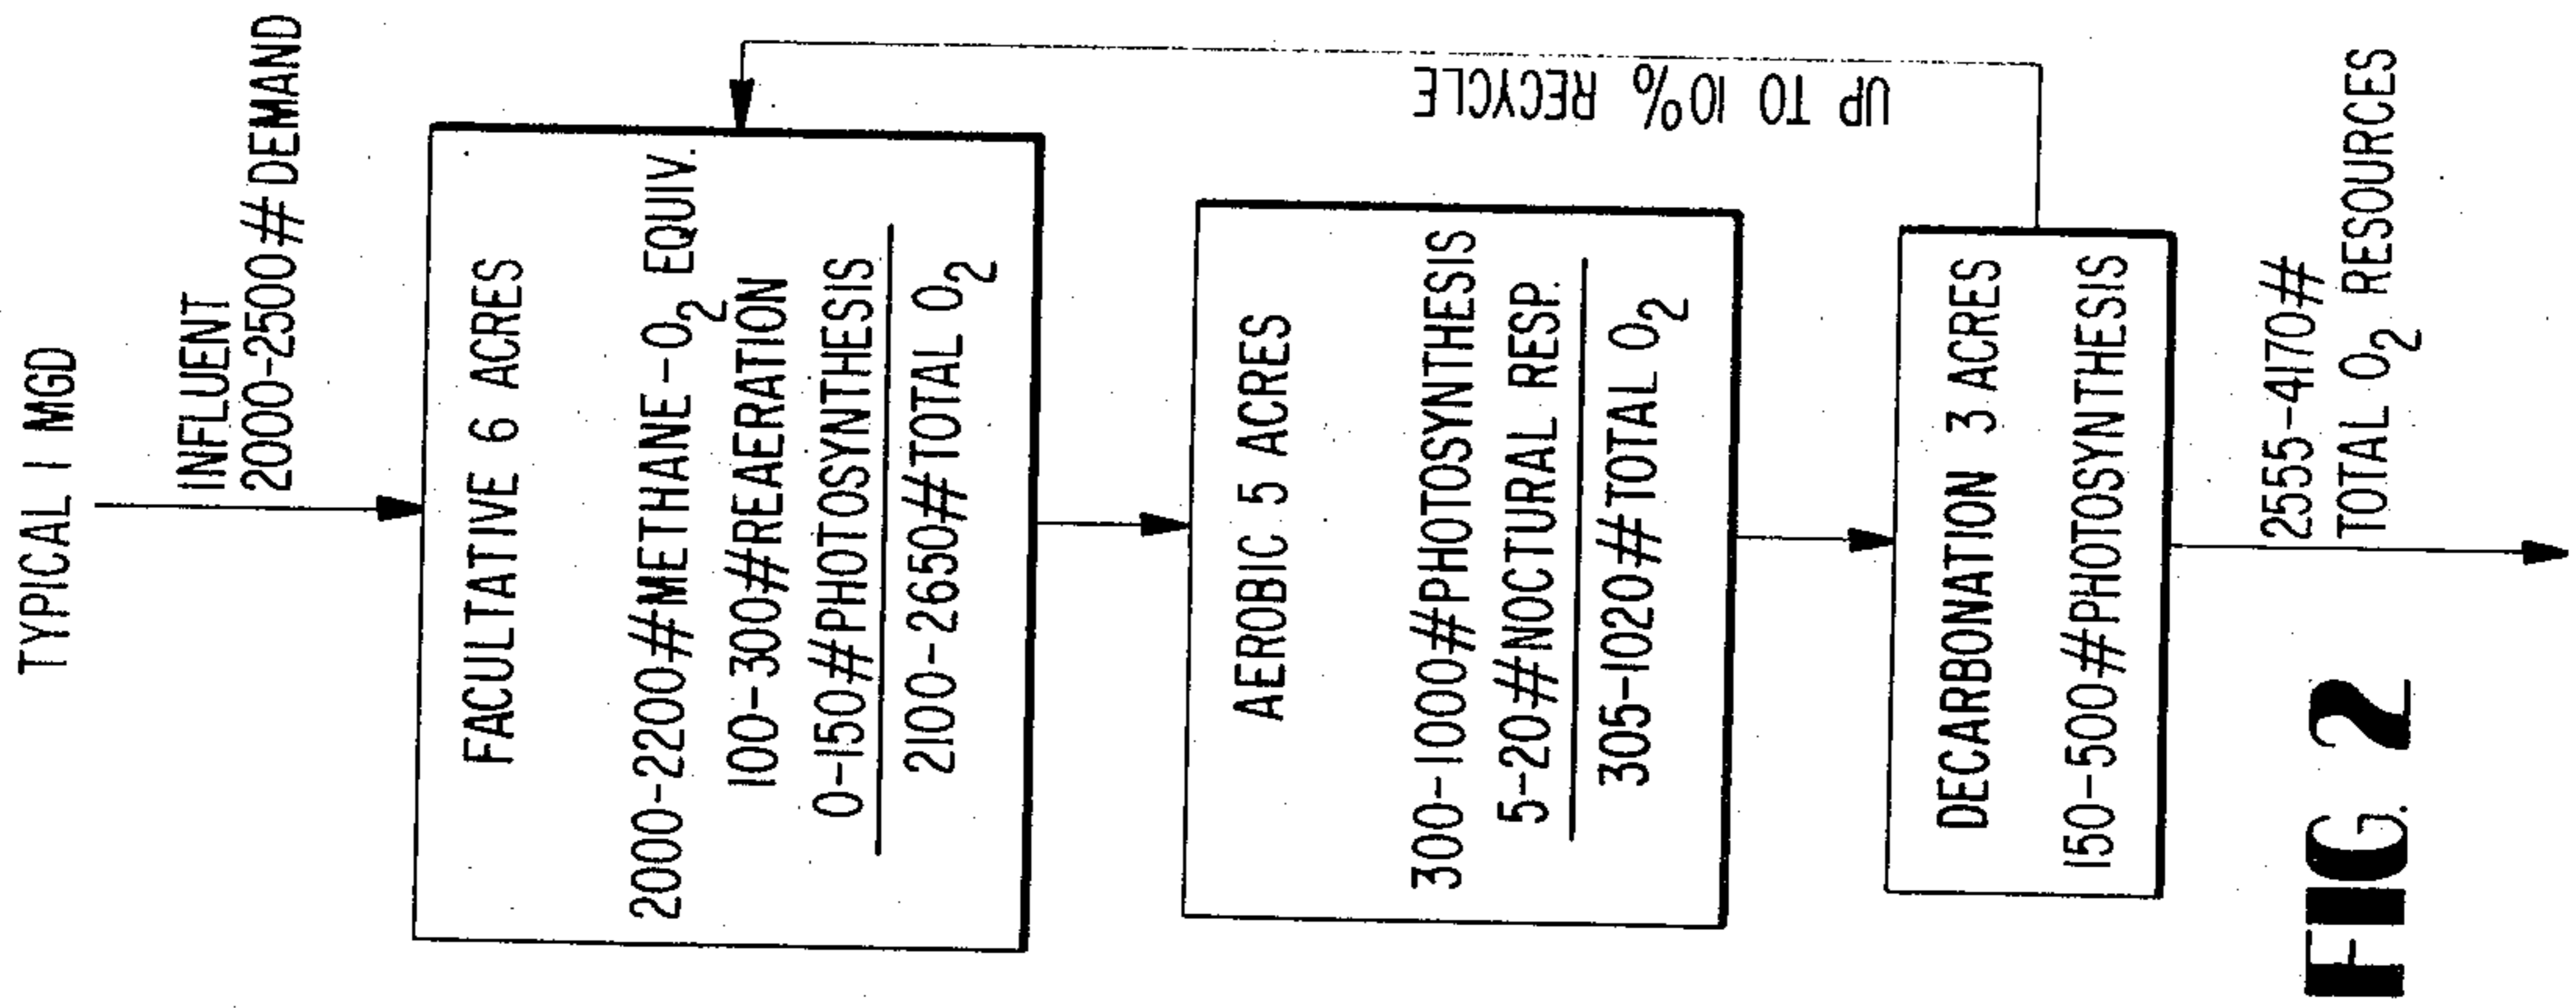 TYPICAL 1 MGD
INFLUENT
2000-2500# DEMAND
FACULTATIVE 6 ACRES
2000-2200# METHANE-O2 EQUIV.
100-300# REAERATION
0-150# PHOTOSYNTHESIS
2100-2650# TOTAL O2
UP TO 10% RECYCLE
AEROBIC 5 ACRES
300-1000# PHOTOSYNTHESIS
5-20# NOCTURAL RESP.
305-1020# TOTAL O2
DECARBONATION 3 ACRES
150-500# PHOTOSYNTHESIS
2555-4170#
TOTAL O2 RESOURCES
FIG. 2